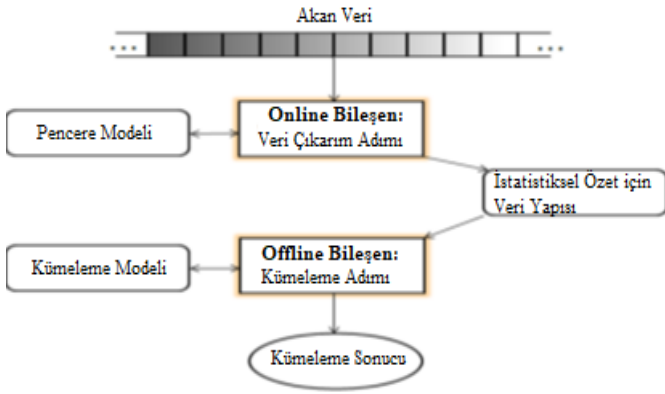 Akan Veri
... ...
Online Bileşen:
Veri Çıkarım Adımı
Pencere Modeli
İstatistiksel Özet için
Veri Yapısı
Offline Bileşen:
Kümeleme Adımı
Kümeleme Modeli
Kümeleme Sonucu